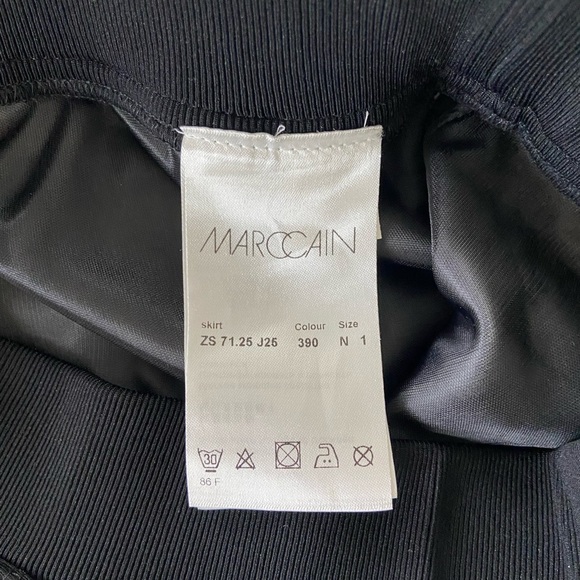 MARCCAIN
skirt Colour Size
ZS 71.25 J25 390 N 1
30
86 F